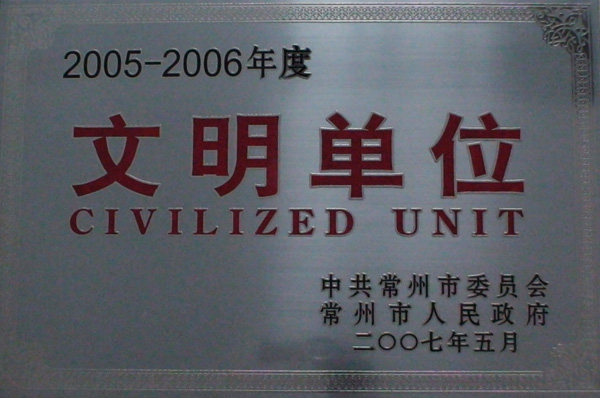 2005-2006年度
文明单位
CIVILIZED UNIT
中共常州市委员会
常州市人民政府
二〇〇七年五月